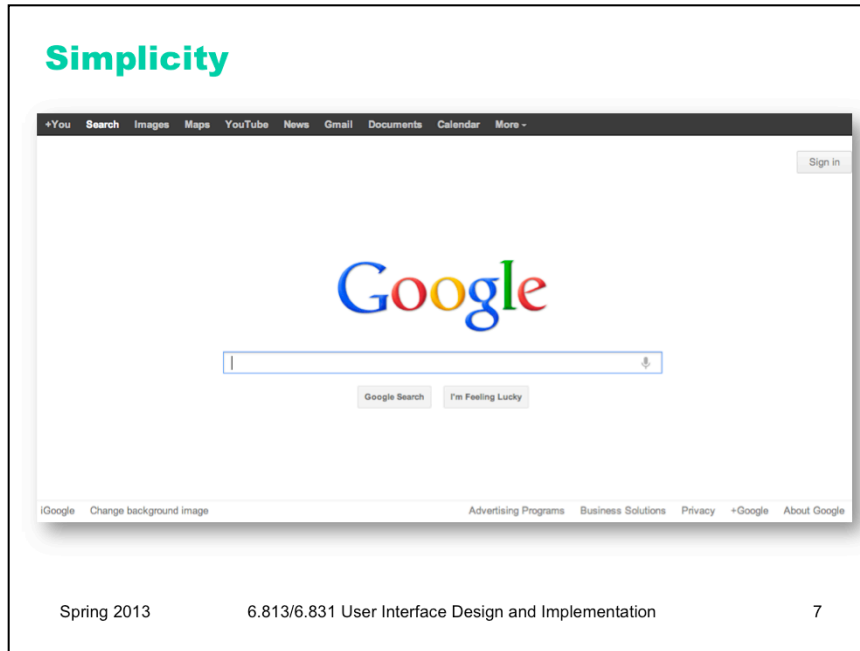 Simplicity
+You Search Images Maps YouTube News Gmail Documents Calendar More
Sign in
Google
Google Search I'm Feeling Lucky
iGoogle Change background image Advertising Programs Business Solutions Privacy +Google About Google
Spring 2013 6.813/6.831 User Interface Design and Implementation 7